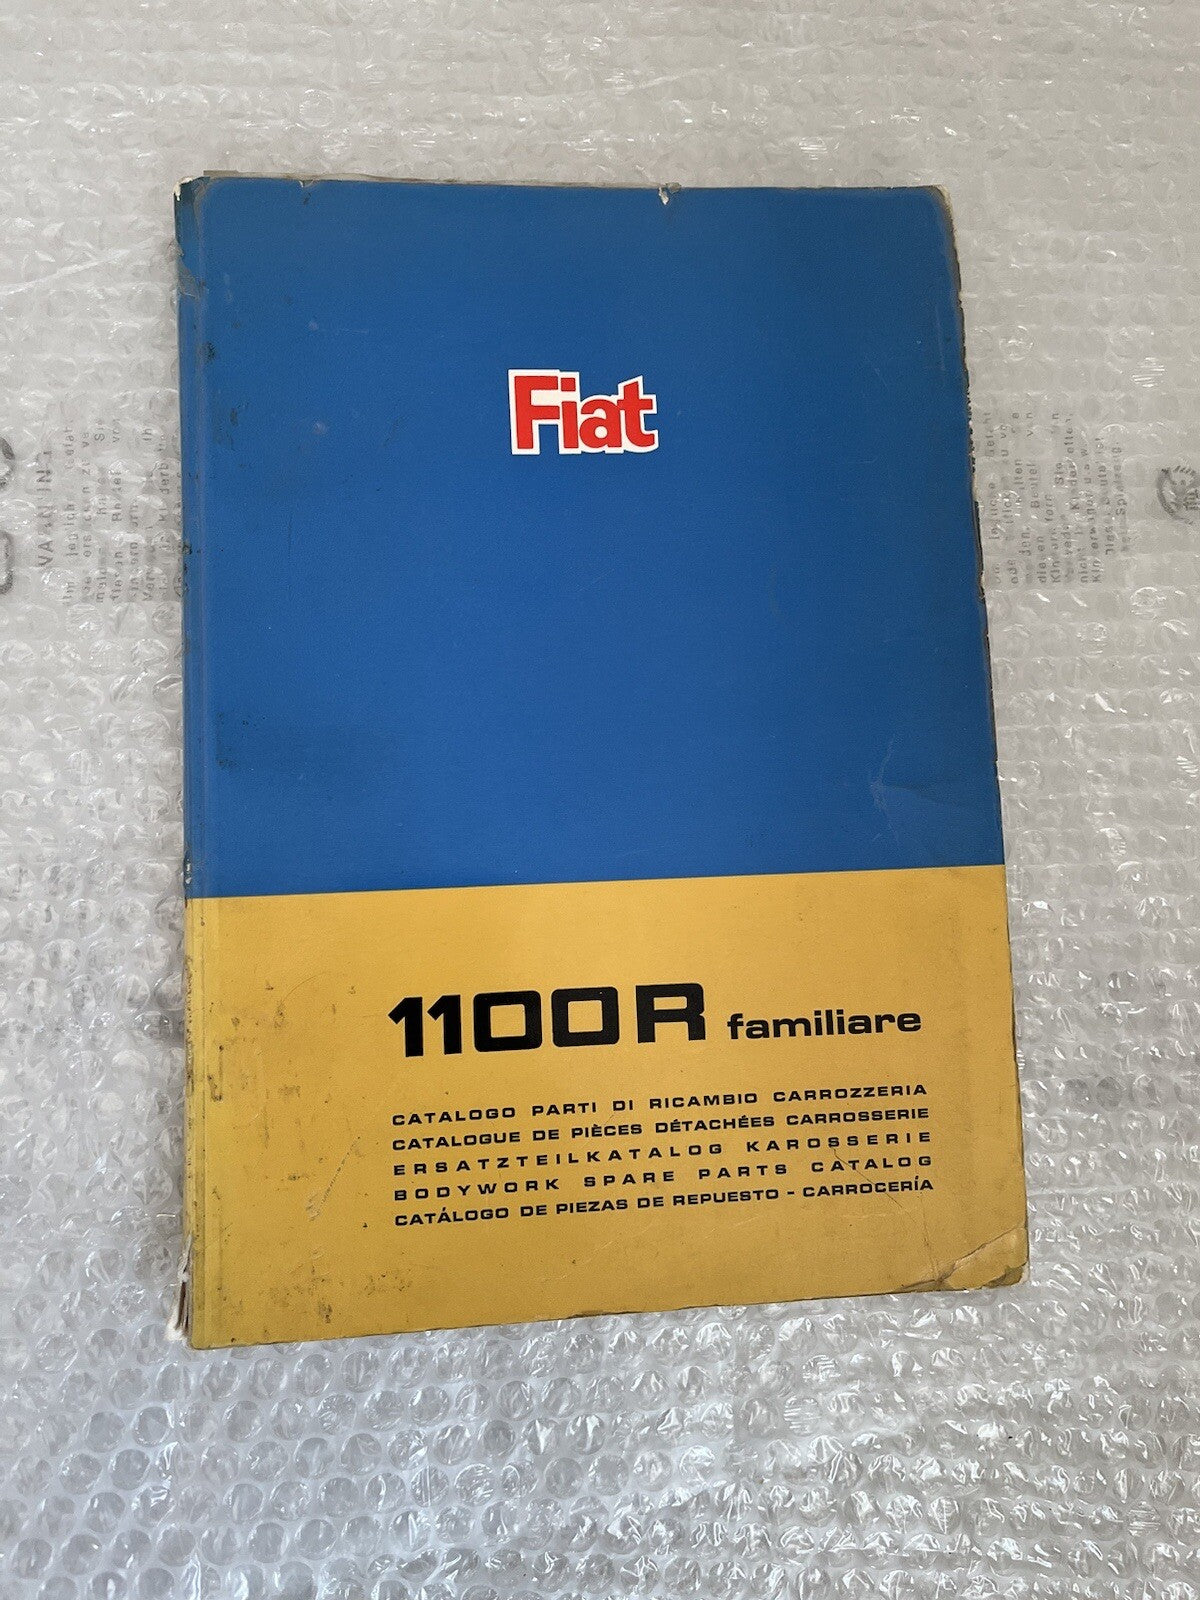 Fiat
1100R familiare
CATALOGO PARTI DI RICAMBIO CARROZZERIA
CATALOGUE DE PIÈCES DÉTACHÉES CARROSSERIE
ERSATZTEILKATALOG KAROSSERIE
BODYWORK SPARE PARTS CATALOG
CATÁLOGO DE PIEZAS DE REPUESTO - CARROCERÍA